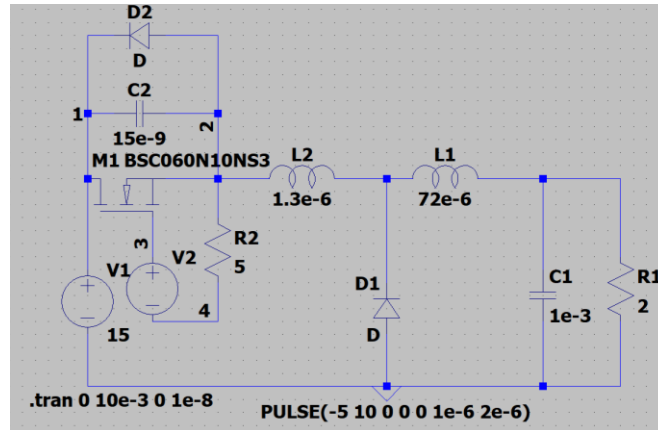 D2
D
C2
1
2
15e-9
M1 BSC060N10NS3
L2
L1
1.3e-6
72e-6
3
V2
R2
5
V1
D1
C1
R1
1e-3
2
4
D
15
.tran 0 10e-3 0 1e-8
PULSE(-5 10 0 0 0 1e-6 2e-6)